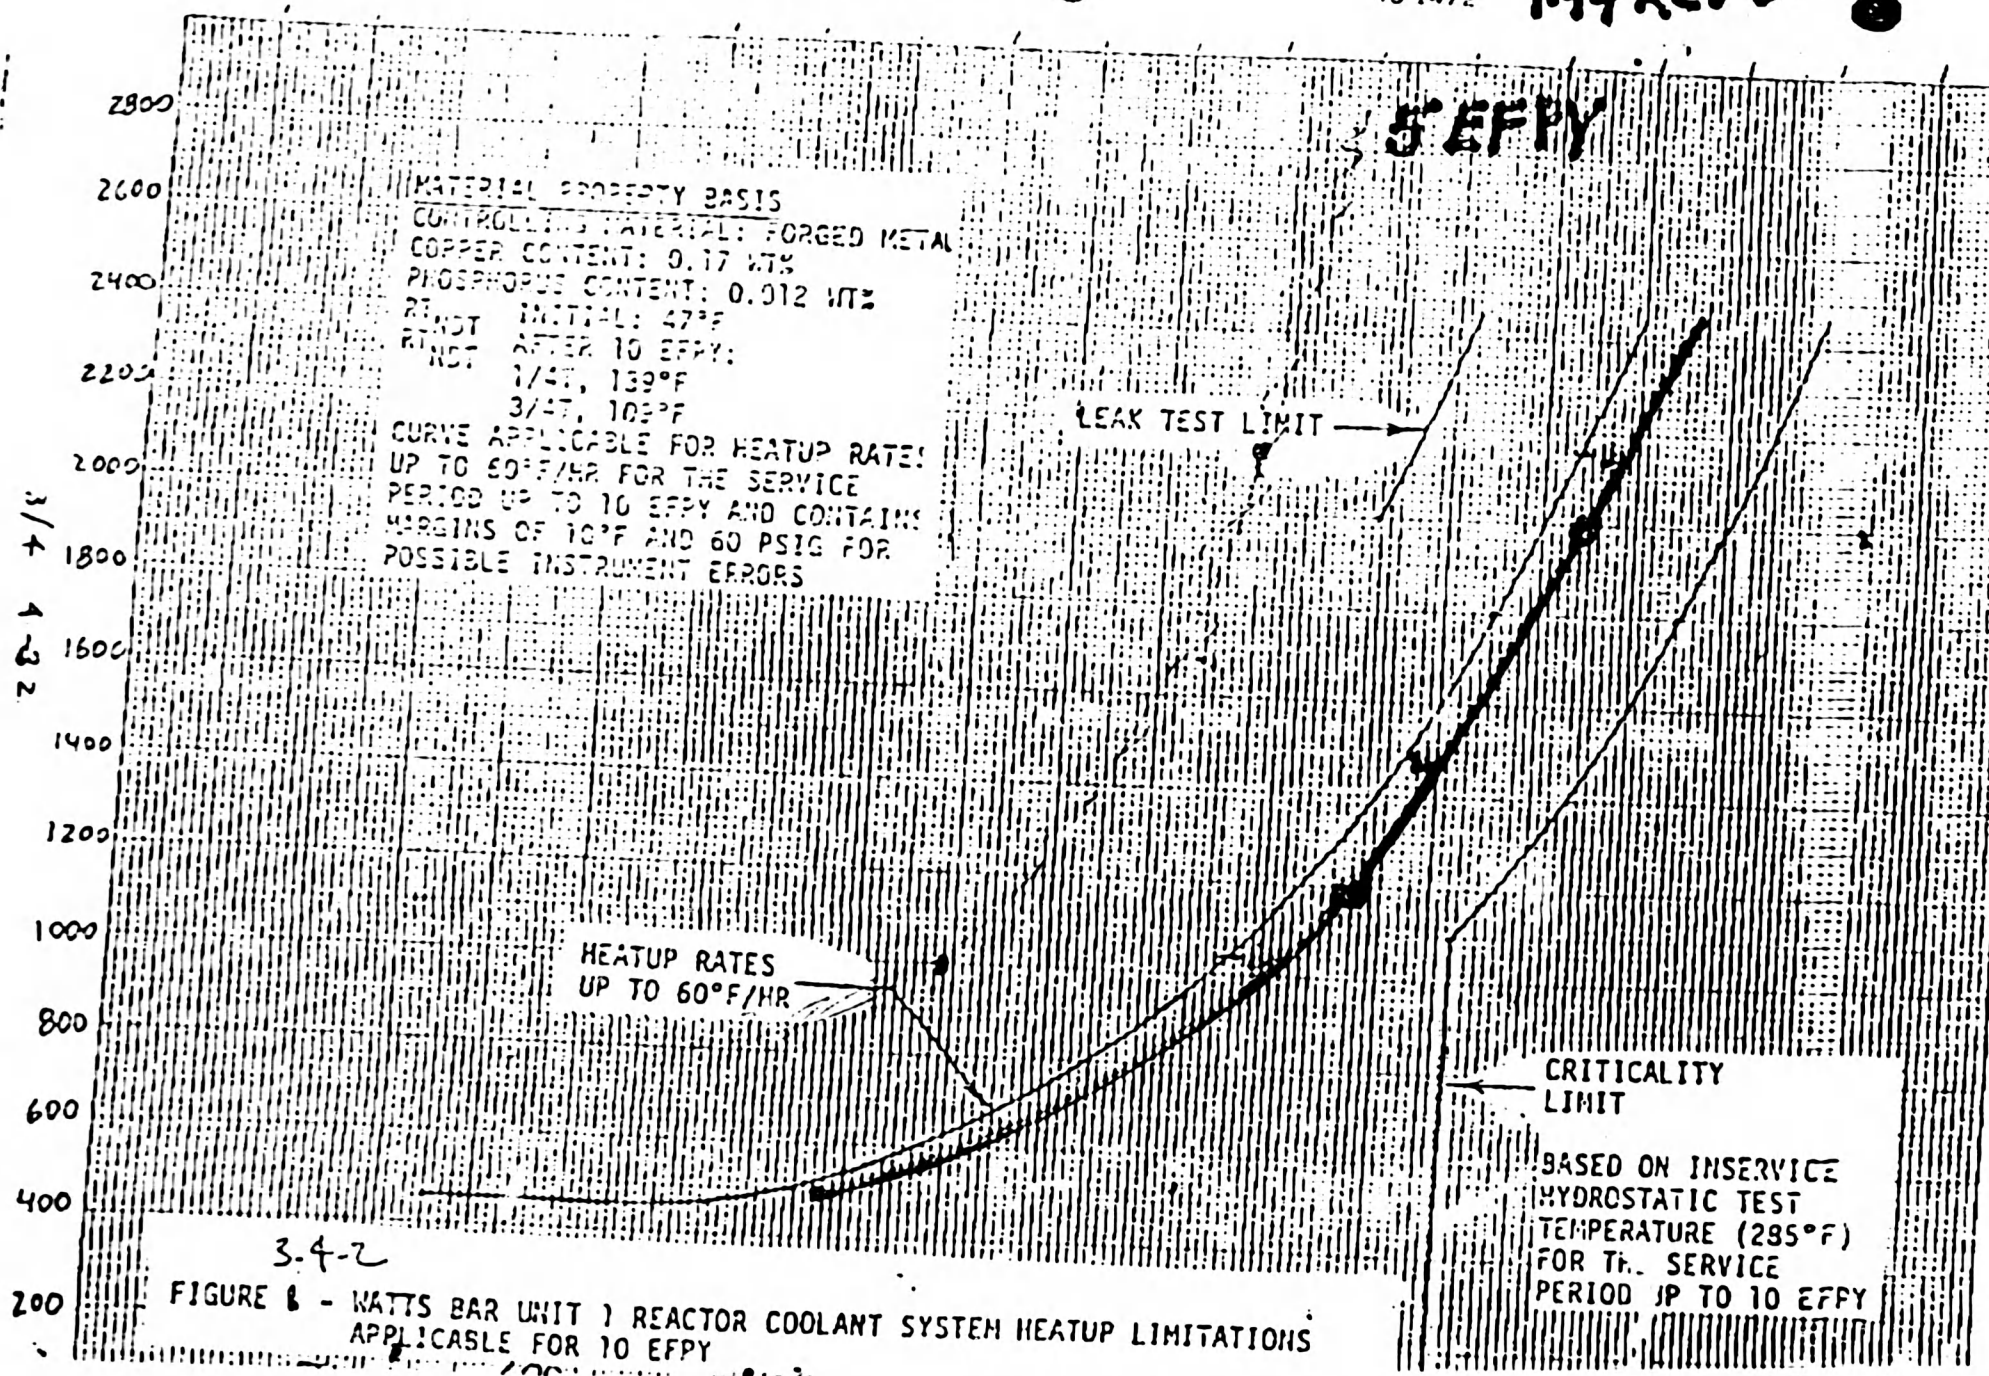 5 EFPY
2800
2600
2400
2200
2000
1800
1600
1400
1200
1000
800
600
400
200
MATERIAL PROPERTY BASIS
CONTROLLING MATERIAL: FORGED METAL
COPPER CONTENT: 0.17 WT%
PHOSPHORUS CONTENT: 0.012 WT%
RTNDT INITIAL: 47°F
RTNDT AFTER 10 EFPY:
1/4T, 139°F
3/4T,
CURVE APPLICABLE FOR HEATUP RATES
UP TO 60°F/HR FOR THE SERVICE
PERIOD UP TO 10 EFPY AND CONTAINS
MARGINS OF 10°F AND 60 PSIG FOR
POSSIBLE INSTRUMENT ERRORS
LEAK TEST LIMIT
HEATUP RATES
UP TO 60°F/HR
CRITICALITY
LIMIT
BASED ON INSERVICE
HYDROSTATIC TEST
TEMPERATURE (285°F)
FOR SERVICE
PERIOD UP TO 10 EFPY
3/4 4-32
3.4-2
FIGURE - WATTS BAR UNIT 1 REACTOR COOLANT SYSTEM HEATUP LIMITATIONS
APPLICABLE FOR 10 EFPY